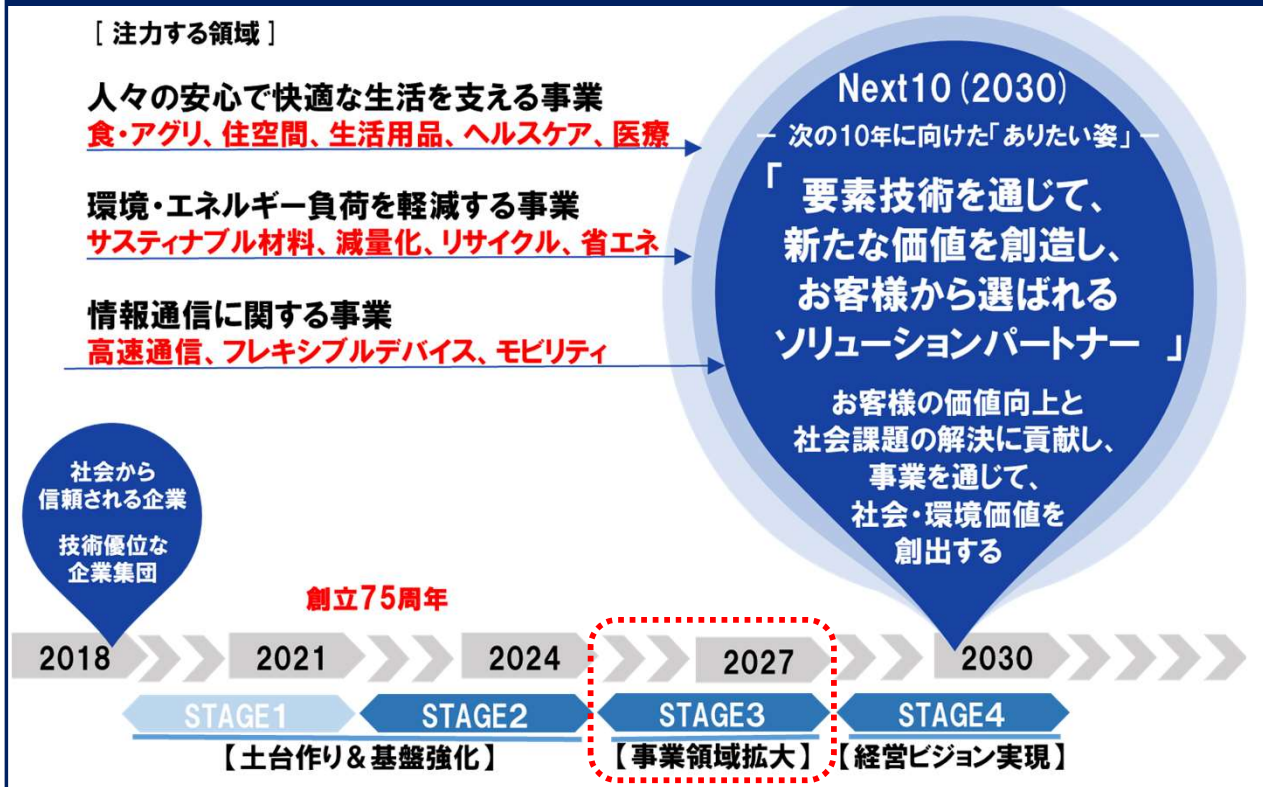 ［ 注力する領域 ］
人々の安心で快適な生活を支える事業
食・アグリ、住空間、生活用品、ヘルスケア、医療
環境・エネルギー負荷を軽減する事業
サスティナブル材料、減量化、リサイクル、省エネ
情報通信に関する事業
高速通信、フレキシブルデバイス、モビリティ
Next10（2030）
― 次の10年に向けた「ありたい姿」―
「 要素技術を通じて、
新たな価値を創造し、
お客様から選ばれる
ソリューションパートナー 」
お客様の価値向上と
社会課題の解決に貢献し、
事業を通じて、
社会・環境価値を
創出する
社会から
信頼される企業
技術優位な
企業集団
創立75周年
2018 2021 2024 2027 2030
STAGE1 STAGE2 STAGE3 STAGE4
【土台作り＆基盤強化】 【事業領域拡大】 【経営ビジョン実現】